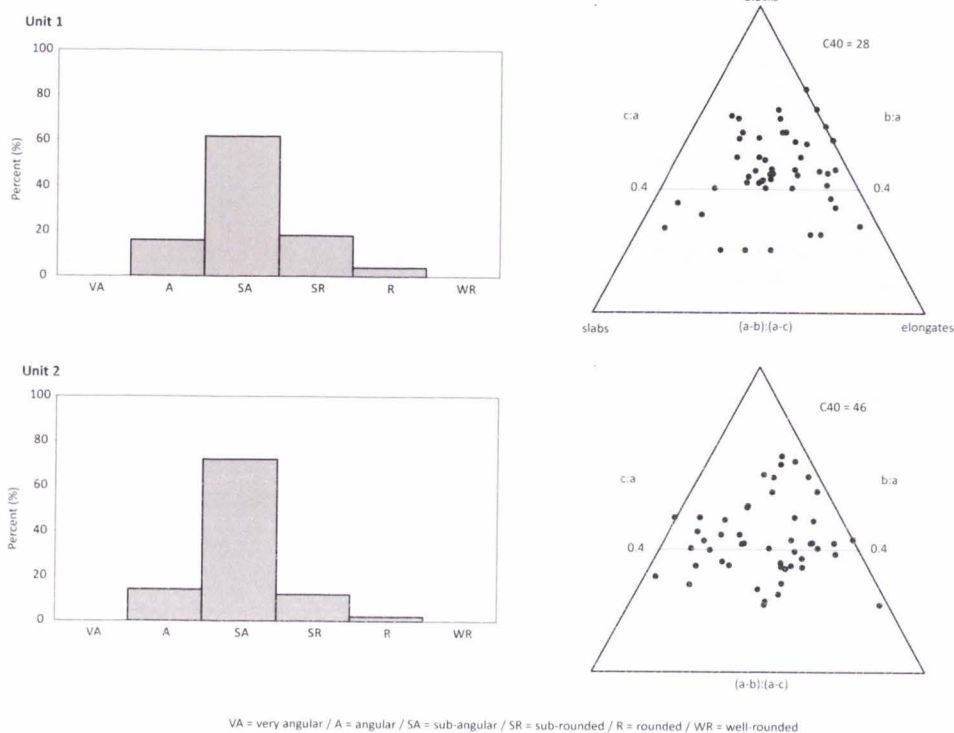 Unit 1
100
80
60
40
20
0
Percent (%)
VA A SA SR R WR
C40 = 28
c:a b:a
0.4 0.4
slabs (a-b):(a-c) elongates
Unit 2
100
80
60
40
20
0
Percent (%)
VA A SA SR R WR
C40 = 46
c:a b:a
0.4 0.4
(a-b):(a-c)
VA = very angular / A = angular / SA = sub-angular / SR = sub-rounded / R = rounded / WR = well-rounded